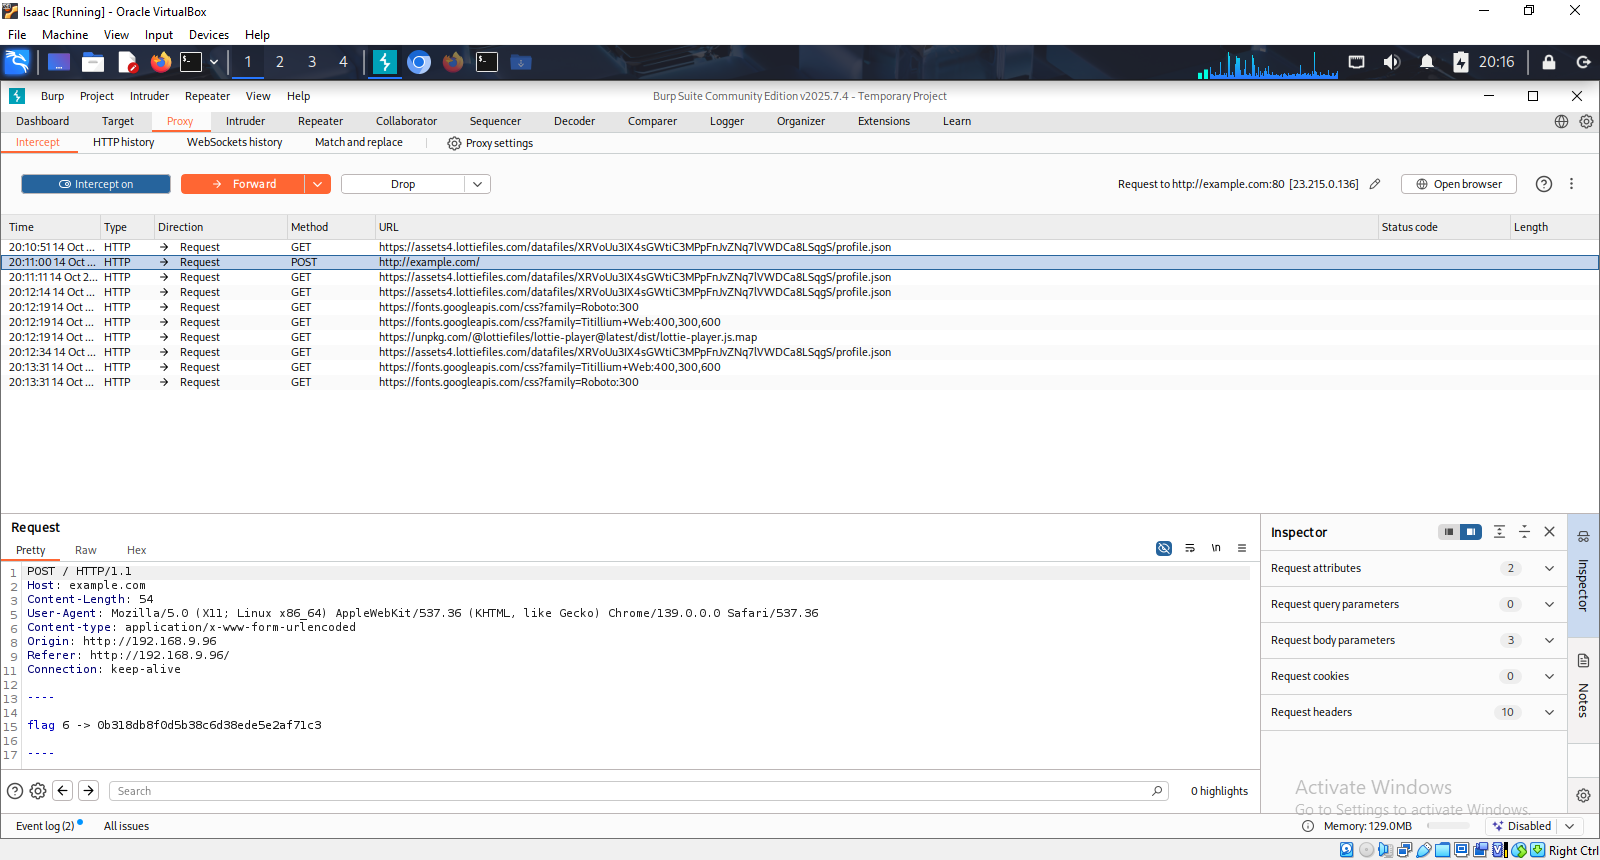 Isaac [Running] - Oracle VirtualBox
File Machine View Input Devices Help
1 2 3 4 20:16
Burp Project Intruder Repeater View Help Burp Suite Community Edition v2025.7.4 - Temporary Project
Dashboard Target Proxy Intruder Repeater Collaborator Sequencer Decoder Comparer Logger Organizer Extensions Learn
Intercept HTTP history WebSockets history Match and replace Proxy settings
Intercept on Forward Drop Request to http://example.com:80 [23.215.0.136] Open browser
Time Type Direction Method URL Status code Length
20:10:51 14 Oct ... HTTP → Request GET https://assets4.lottiefiles.com/datafiles/XRVoUu3IX4sGWtiC3MPpFnJvZNq7lVWDCa8LSqgS/profile.json
20:11:00 14 Oct ... HTTP → Request POST http://example.com/
20:11:11 14 Oct 2... HTTP → Request GET https://assets4.lottiefiles.com/datafiles/XRVoUu3IX4sGWtiC3MPpFnJvZNq7lVWDCa8LSqgS/profile.json
20:12:14 14 Oct ... HTTP → Request GET https://assets4.lottiefiles.com/datafiles/XRVoUu3IX4sGWtiC3MPpFnJvZNq7lVWDCa8LSqgS/profile.json
20:12:19 14 Oct ... HTTP → Request GET https://fonts.googleapis.com/css?family=Roboto:300
20:12:19 14 Oct ... HTTP → Request GET https://fonts.googleapis.com/css?family=Titillium+Web:400,300,600
20:12:19 14 Oct ... HTTP → Request GET https://unpkg.com/@lottiefiles/lottie-player@latest/dist/lottie-player.js.map
20:12:34 14 Oct ... HTTP → Request GET https://assets4.lottiefiles.com/datafiles/XRVoUu3IX4sGWtiC3MPpFnJvZNq7lVWDCa8LSqgS/profile.json
20:13:31 14 Oct ... HTTP → Request GET https://fonts.googleapis.com/css?family=Titillium+Web:400,300,600
20:13:31 14 Oct ... HTTP → Request GET https://fonts.googleapis.com/css?family=Roboto:300
Request
Pretty Raw Hex \n
1 POST / HTTP/1.1
2 Host: example.com
3 Content-Length: 54
5 User-Agent: Mozilla/5.0 (X11; Linux x86_64) AppleWebKit/537.36 (KHTML, like Gecko) Chrome/139.0.0.0 Safari/537.36
6 Content-type: application/x-www-form-urlencoded
8 Origin: http://192.168.9.96
9 Referer: http://192.168.9.96/
11 Connection: keep-alive
12
13 ----
14
15 flag 6 -> 0b318db8f0d5b38c6d38ede5e2af71c3
16
17 ----
Search 0 highlights
Inspector
Request attributes 2
Request query parameters 0
Request body parameters 3
Request cookies 0
Request headers 10
Inspector
Notes
Activate Windows
Go to Settings to activate Windows.
Event log (2) All issues Memory: 129.0MB Disabled
Right Ctrl